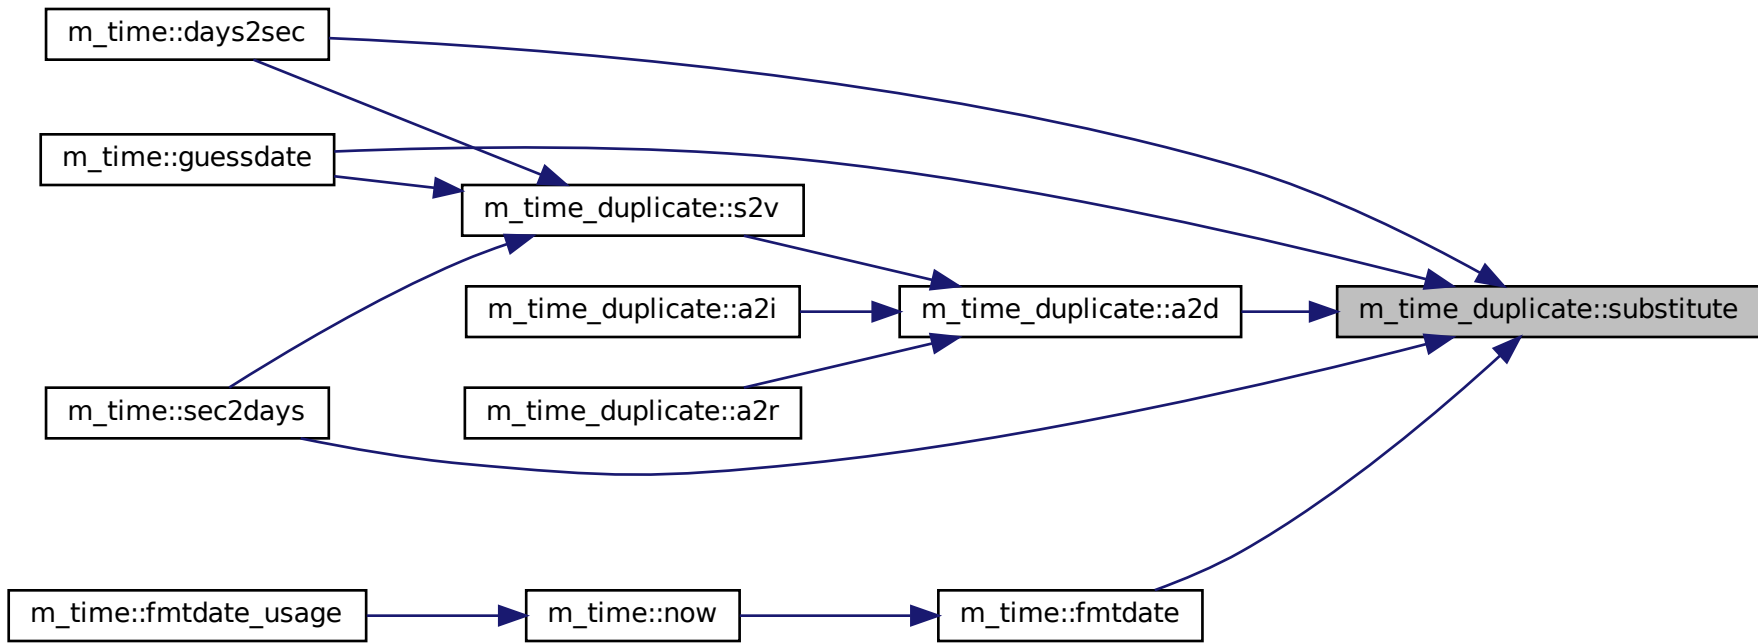 m_time::days2sec
m_time::guessdate
m_time_duplicate::s2v
m_time_duplicate::a2i
m_time_duplicate::a2d
m_time_duplicate::substitute
m_time::sec2days
m_time_duplicate::a2r
m_time::fmtdate_usage
m_time::now
m_time::fmtdate